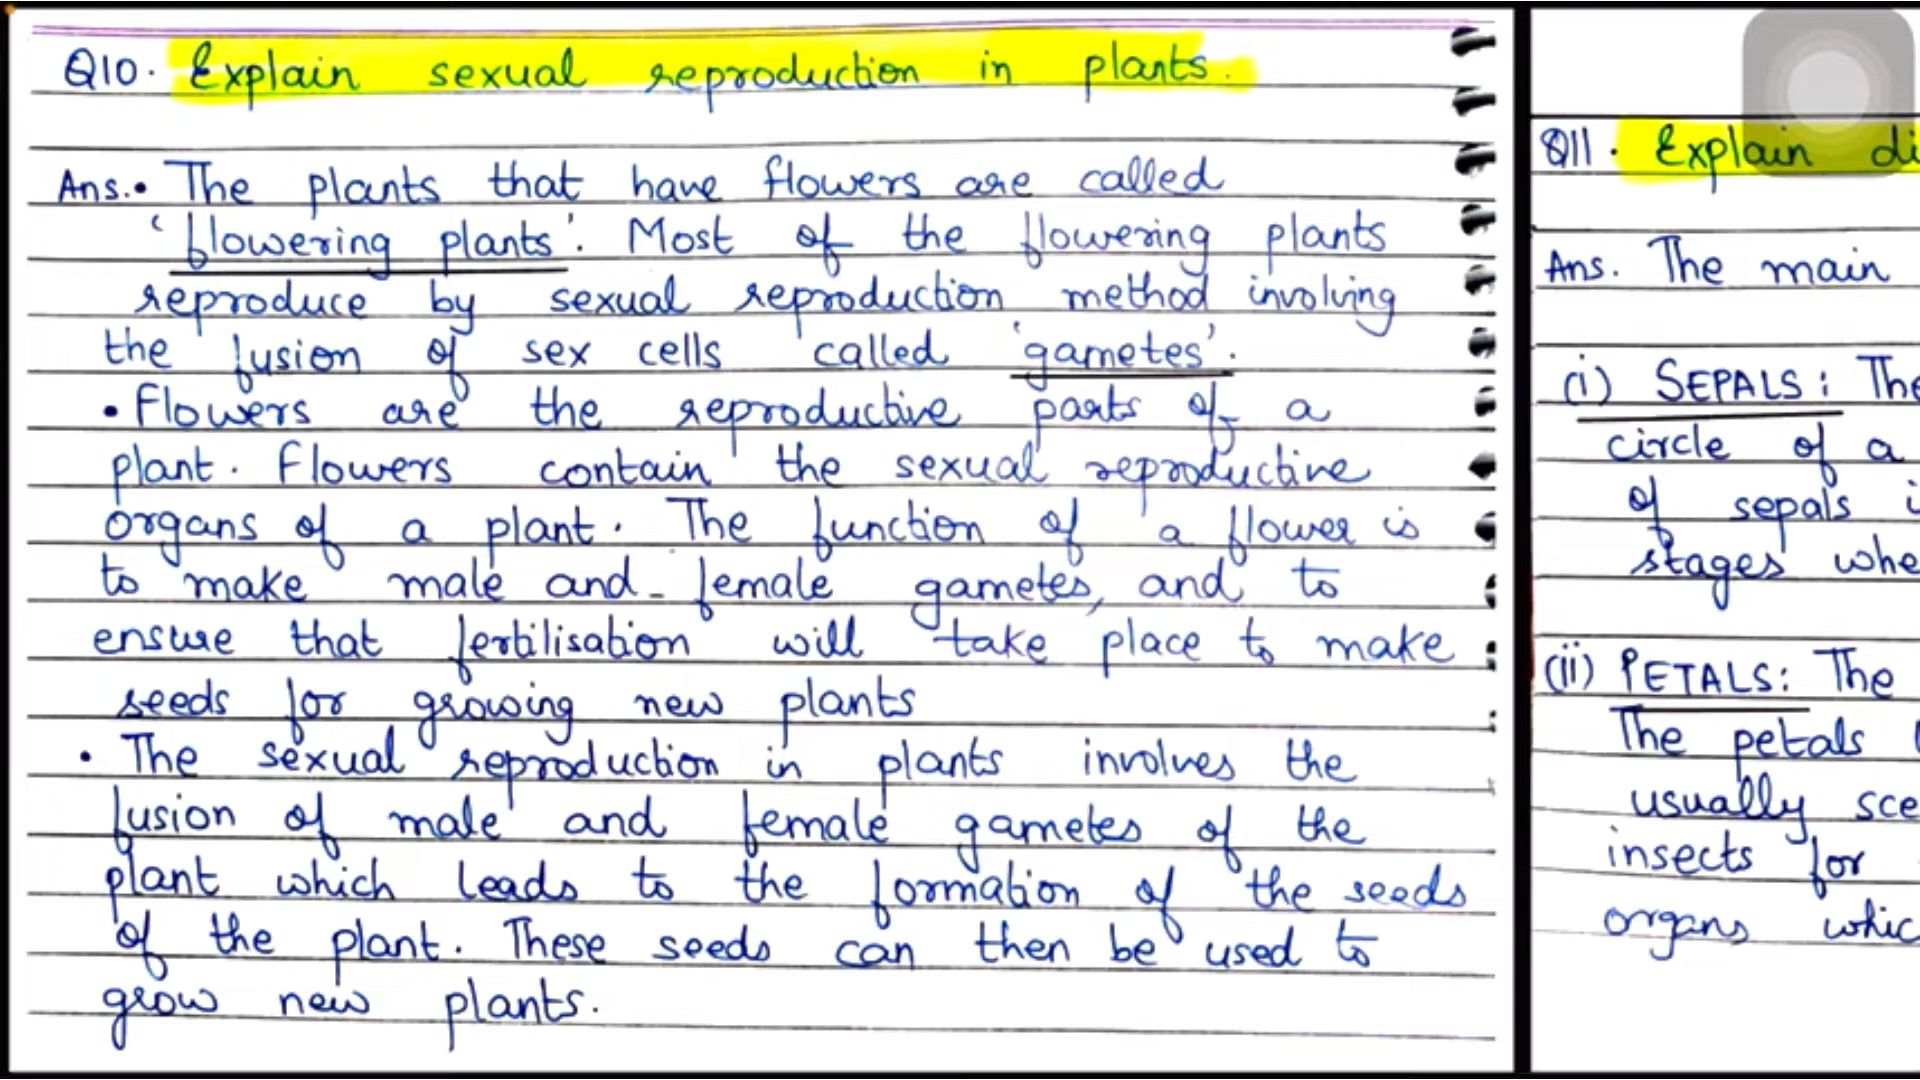 Q10. Explain sexual reproduction in plants.
Ans.• The plants that have flowers are called
'flowering plants'. Most of the flowering plants
reproduce by sexual reproduction method involving
the fusion of sex cells called 'gametes'.
• Flowers are the reproductive parts of a
plant. Flowers contain the sexual reproductive
organs of a plant. The function of a flower is
to make male and female gametes, and to
ensure that fertilisation will take place to make
seeds for growing new plants
• The sexual reproduction in plants involves the
fusion of male and female gametes of the
plant which leads to the formation of the seeds
of the plant. These seeds can then be used to
grow new plants.
Q11. Explain di
Ans. The main
(i) SEPALS: The
circle of a
of sepals i
stages whe
(ii) PETALS: The
The petals
usually sce
insects for
organs whic